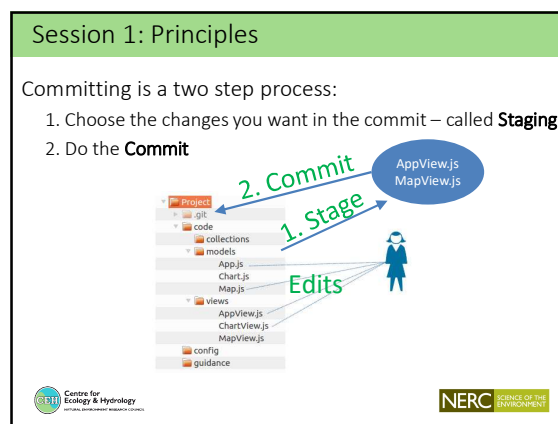 Session 1: Principles
Committing is a two step process:
1. Choose the changes you want in the commit – called Staging
2. Do the Commit
AppView.js
MapView.js
2. Commit
1. Stage
Edits
Project
.git
code
collections
models
App.js
Chart.js
Map.js
views
AppView.js
ChartView.js
MapView.js
config
guidance
CEH
Centre for
Ecology & Hydrology
NATURAL ENVIRONMENT RESEARCH COUNCIL
NERC
SCIENCE OF THE
ENVIRONMENT